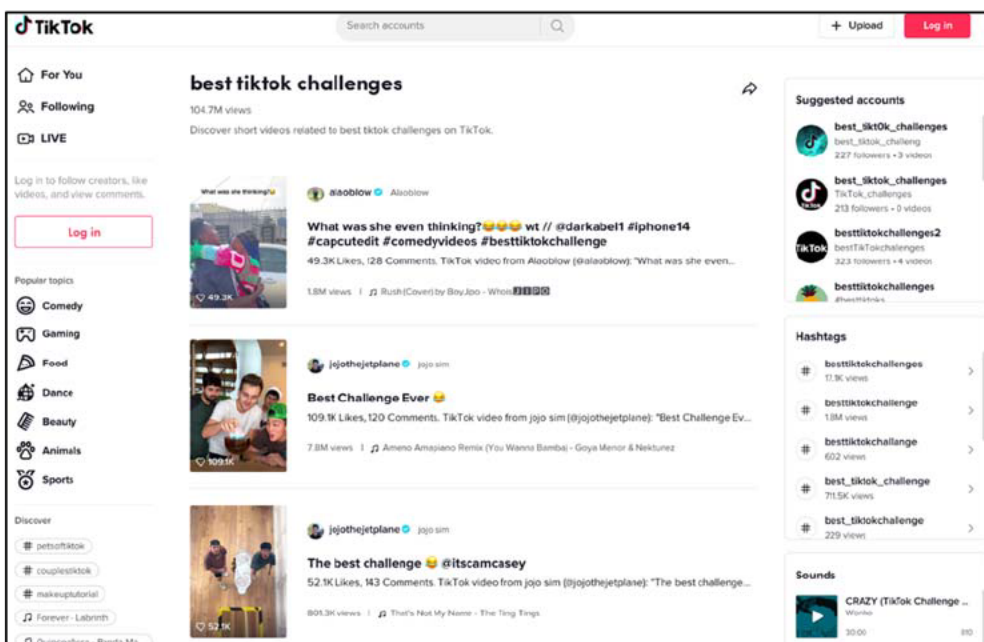 TikTok
Search accounts
+ Upload
Log in
For You
Following
LIVE
Log in to follow creators, like
videos, and view comments.
Log in
Popular topics
Comedy
Gaming
Food
Dance
Beauty
Animals
Sports
Discover
# petsoftiktok
# couplestiktok
# makeuptutorial
Forever - Labrinth
best tiktok challenges
104.7M views
Discover short videos related to best tiktok challenges on TikTok.
What was she even thinking?😂
49.3K
alaoblow Alaoblow
What was she even thinking?😂😂😂 wt // @darkabel1 #iphone14
#capcutedit #comedyvideos #besttiktokchallenge
49.3K Likes, 128 Comments. TikTok video from Alaoblow (@alaoblow): "What was she even...
1.8M views | Rush (Cover) by Boy Jipo - Whois🅹🅸🅿🅾
109.1K
jojothejetplane jojo sim
Best Challenge Ever 😂
109.1K Likes, 120 Comments. TikTok video from jojo sim (@jojothejetplane): "Best Challenge Ev...
7.8M views | Ameno Amapiano Remix (You Wanna Bamba) - Goya Menor & Nektunez
52.1K
jojothejetplane jojo sim
The best challenge 😂 @itscamcasey
52.1K Likes, 143 Comments. TikTok video from jojo sim (@jojothejetplane): "The best challenge...
801.3K views | That's Not My Name - The Ting Tings
Suggested accounts
best_tikt0k_challenges
best_tiktok_challeng
227 followers • 3 videos
best_tiktok_challenges
TikTok_challenges
213 followers • 0 videos
besttiktokchallenges2
bestTikTokchalenges
323 followers • 4 videos
besttiktokchallenges
#besttiktoks
Hashtags
# besttiktokchallenges
17.1K views
# besttiktokchallenge
1.8M views
# besttiktokchallange
602 views
# best_tiktok_challenge
711.5K views
# best_tiktokchalenge
229 views
Sounds
CRAZY (TikTok Challenge ...
Wonko
30:00
810